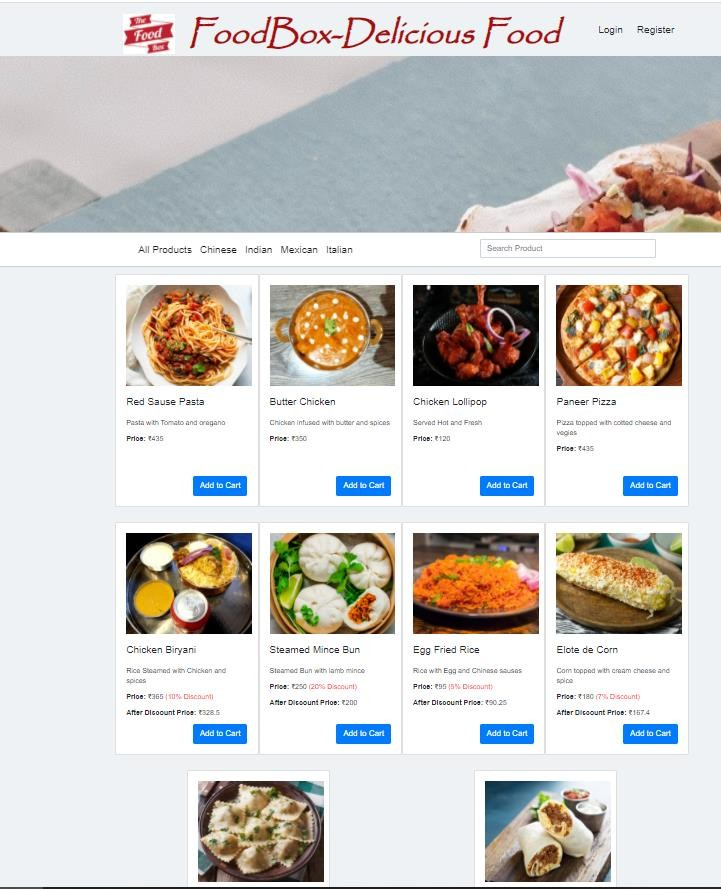 The
Food
Box
FoodBox-Delicious Food
Login Register
All Products Chinese Indian Mexican Italian
Search Product
Red Sause Pasta
Pasta with Tomato and oregano
Price: ₹435
Add to Cart
Butter Chicken
Chicken infused with butter and spices
Price: ₹350
Add to Cart
Chicken Lollipop
Served Hot and Fresh
Price: ₹120
Add to Cart
Paneer Pizza
Pizza topped with cotted cheese and
vegies
Price: ₹435
Add to Cart
Chicken Biryani
Rice Steamed with Chicken and
spices
Price: ₹365 (10% Discount)
After Discount Price: ₹328.5
Add to Cart
Steamed Mince Bun
Steamed Bun with lamb mince
Price: ₹250 (20% Discount)
After Discount Price: ₹200
Add to Cart
Egg Fried Rice
Rice with Egg and Chinese sauses
Price: ₹95 (5% Discount)
After Discount Price: ₹90.25
Add to Cart
Elote de Corn
Corn topped with cream cheese and
spice
Price: ₹180 (7% Discount)
After Discount Price: ₹167.4
Add to Cart